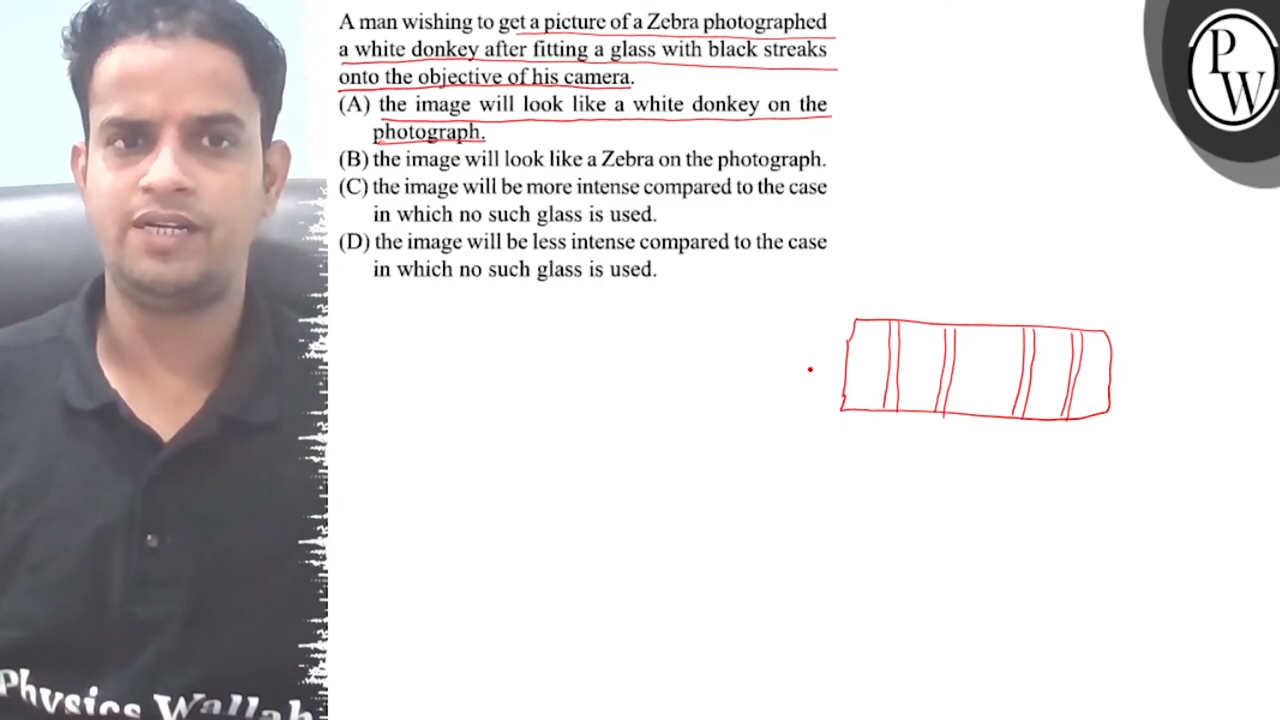 A man wishing to get a picture of a Zebra photographed
a white donkey after fitting a glass with black streaks
onto the objective of his camera.
(A) the image will look like a white donkey on the
photograph.
(B) the image will look like a Zebra on the photograph.
(C) the image will be more intense compared to the case
in which no such glass is used.
(D) the image will be less intense compared to the case
in which no such glass is used.
PW
Physics Wallah